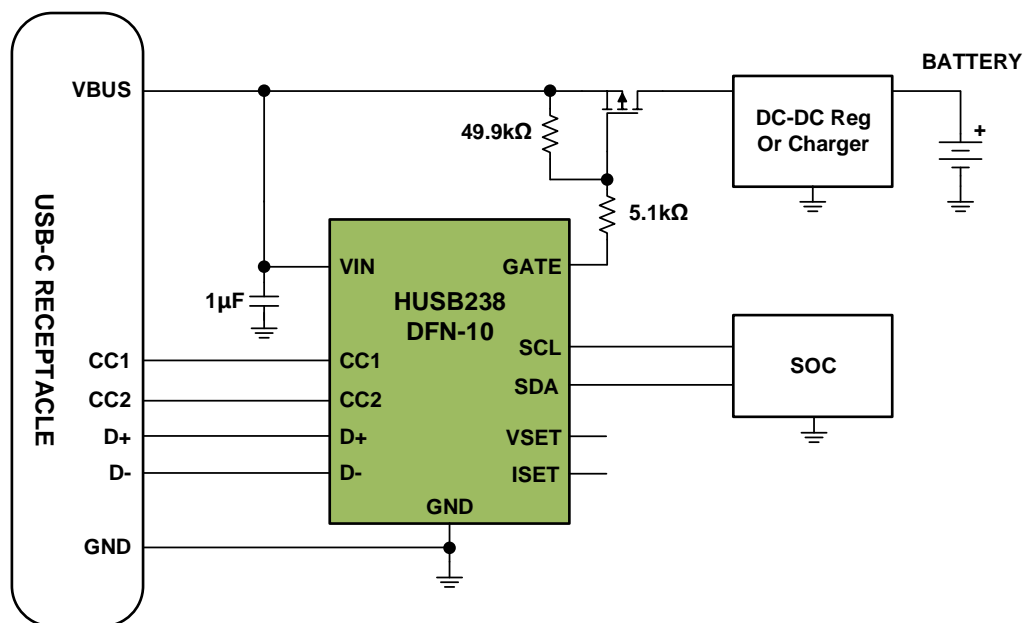 BATTERY
VBUS
49.9kΩ
DC-DC Reg
Or Charger
+
5.1kΩ
USB-C RECEPTACLE
VIN
GATE
1µF
HUSB238
DFN-10
SCL
SOC
CC1
CC1
SDA
CC2
CC2
D+
D+
VSET
D-
D-
ISET
GND
GND